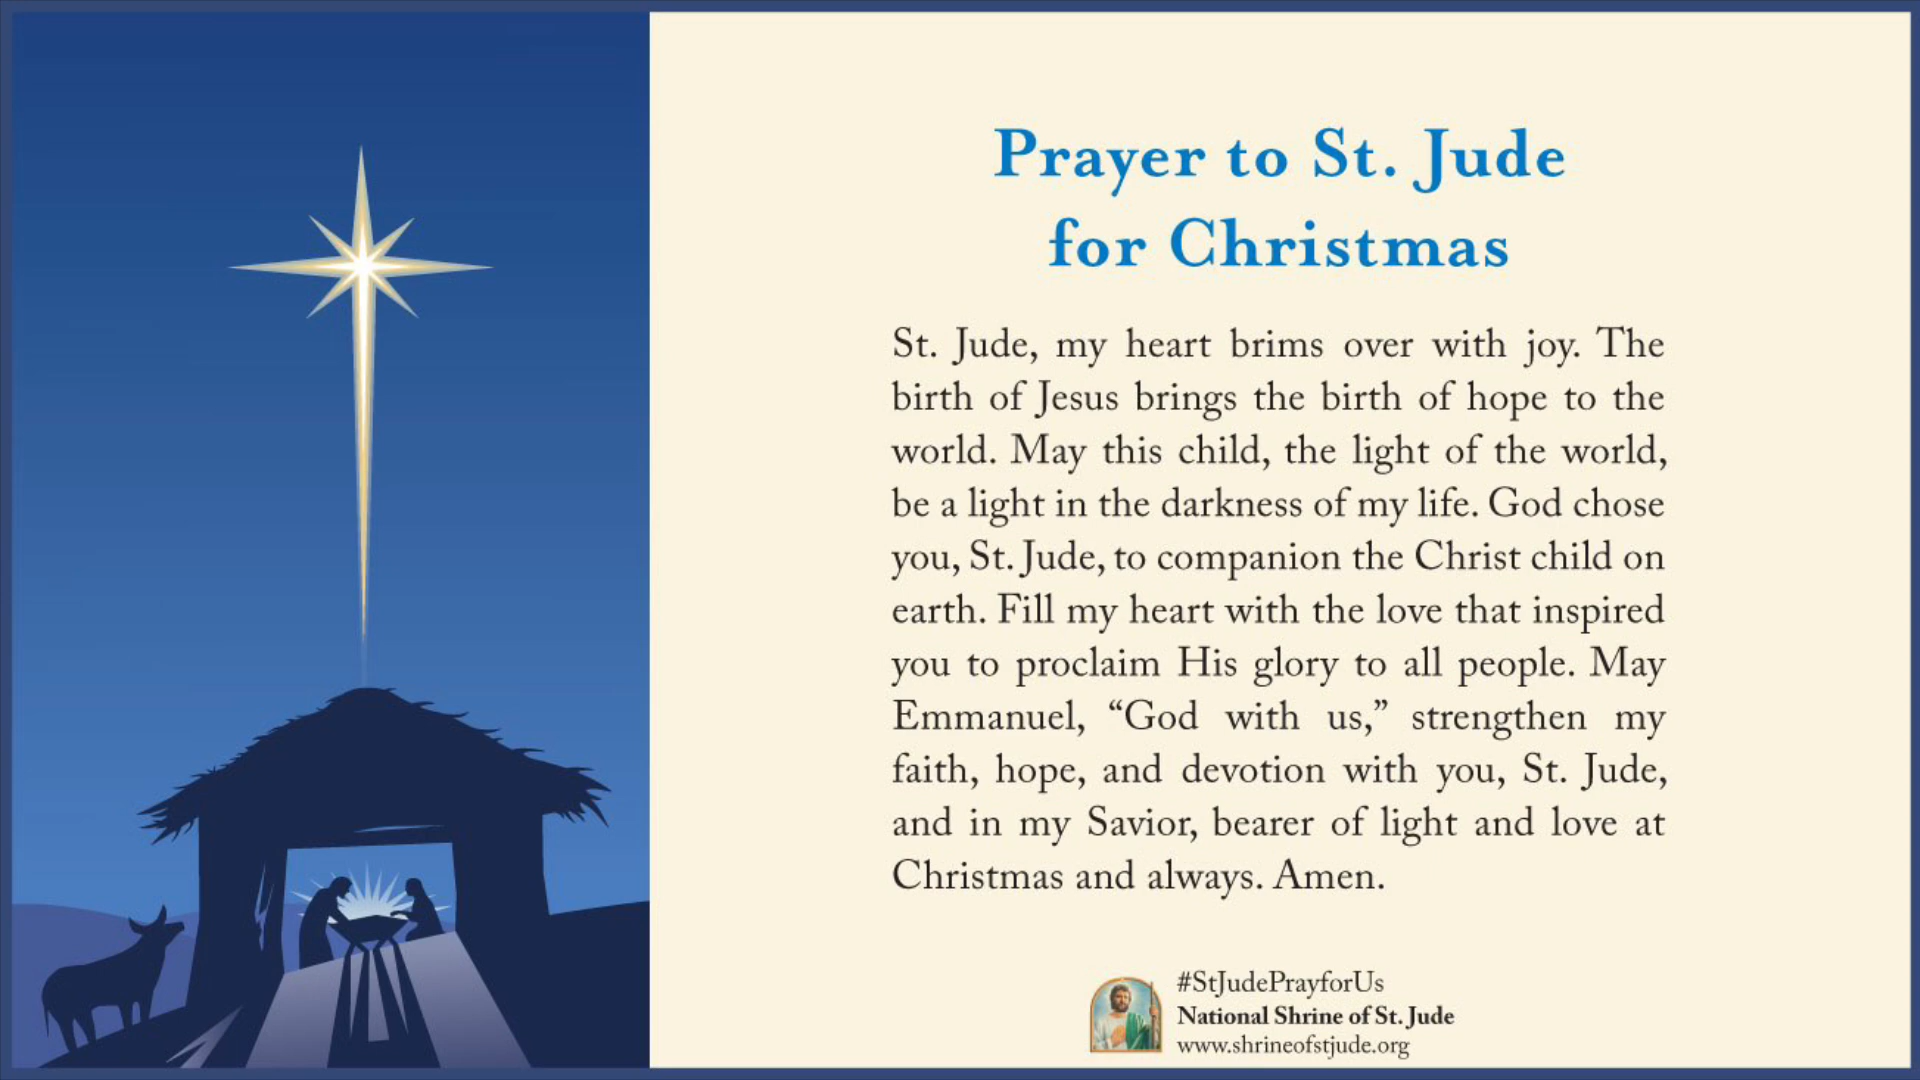 Prayer to St. Jude
for Christmas
St. Jude, my heart brims over with joy. The
birth of Jesus brings the birth of hope to the
world. May this child, the light of the world,
be a light in the darkness of my life. God chose
you, St. Jude, to companion the Christ child on
earth. Fill my heart with the love that inspired
you to proclaim His glory to all people. May
Emmanuel, “God with us,” strengthen my
faith, hope, and devotion with you, St. Jude,
and in my Savior, bearer of light and love at
Christmas and always. Amen.
#StJudePrayforUs
National Shrine of St. Jude
www.shrineofstjude.org